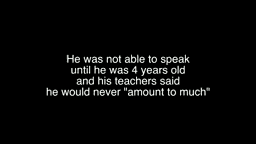 He was not able to speak
until he was 4 years old
and his teachers said
he would never "amount to much"